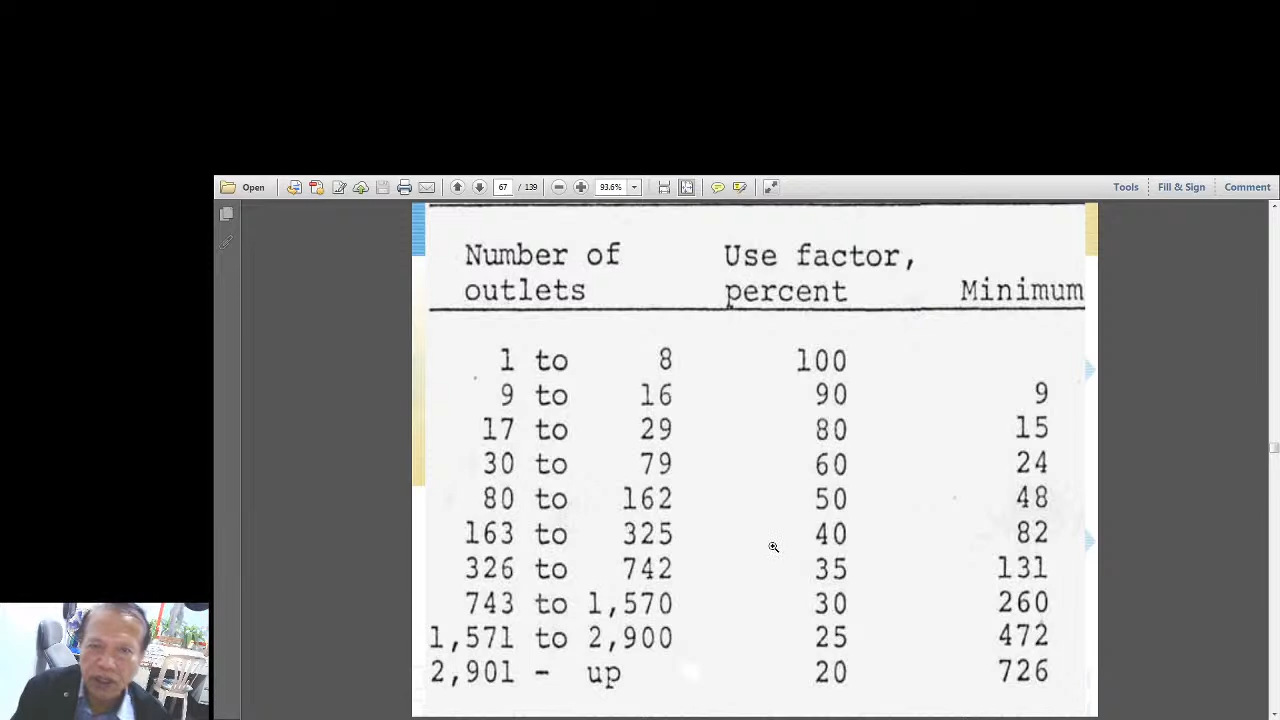 Open 67 / 139 93.6% Tools Fill & Sign Comment
Number of Use factor,
outlets percent Minimum
1 to 8 100
9 to 16 90 9
17 to 29 80 15
30 to 79 60 24
80 to 162 50 48
163 to 325 40 82
326 to 742 35 131
743 to 1,570 30 260
1,571 to 2,900 25 472
2,901 - up 20 726